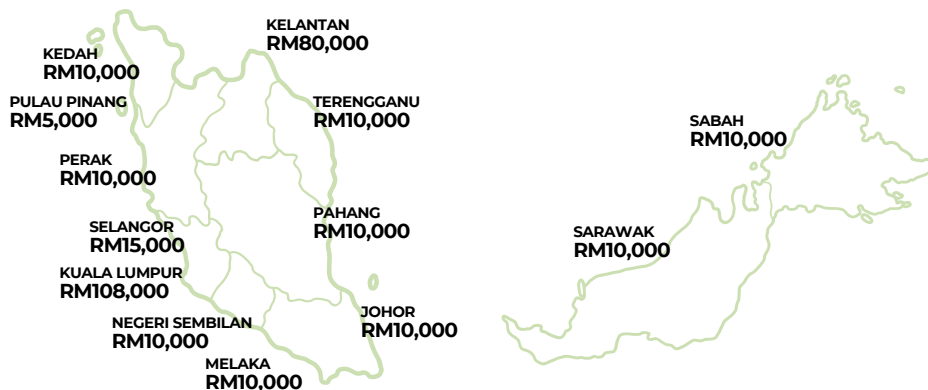 KELANTAN
RM80,000
KEDAH
RM10,000
PULAU PINANG
RM5,000
TERENGGANU
RM10,000
PERAK
RM10,000
PAHANG
RM10,000
SELANGOR
RM15,000
KUALA LUMPUR
RM108,000
NEGERI SEMBILAN
RM10,000
JOHOR
RM10,000
MELAKA
RM10,000
SABAH
RM10,000
SARAWAK
RM10,000